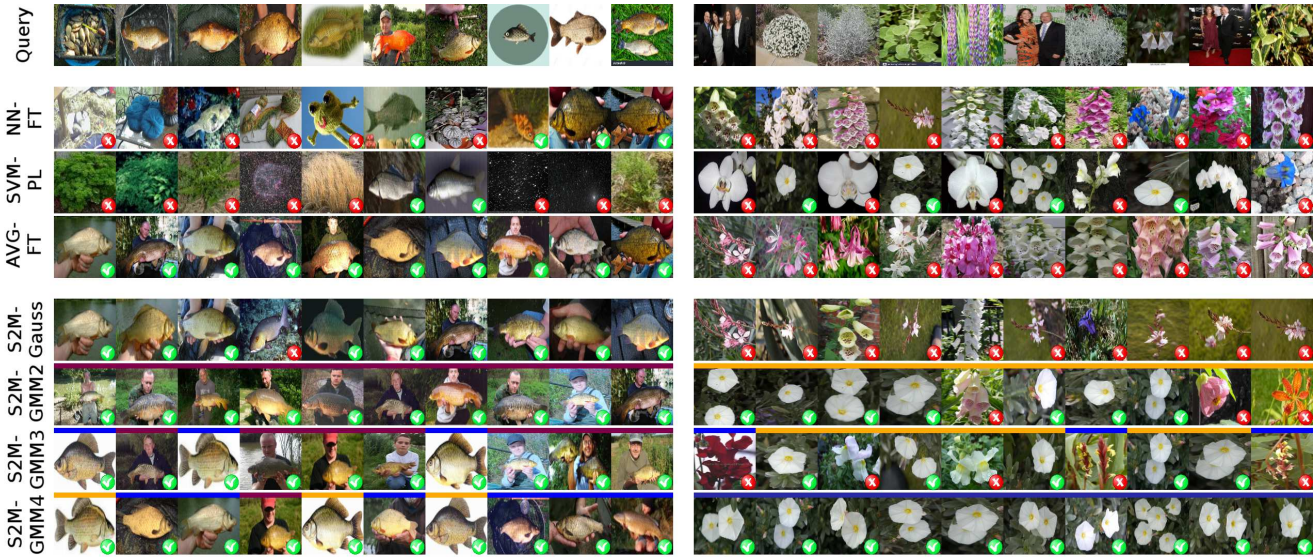 Query
NN-
FT
SVM-
PL
AVG-
FT
S2M-
Gauss
S2M-
GMM2
S2M-
GMM3
S2M-
GMM4